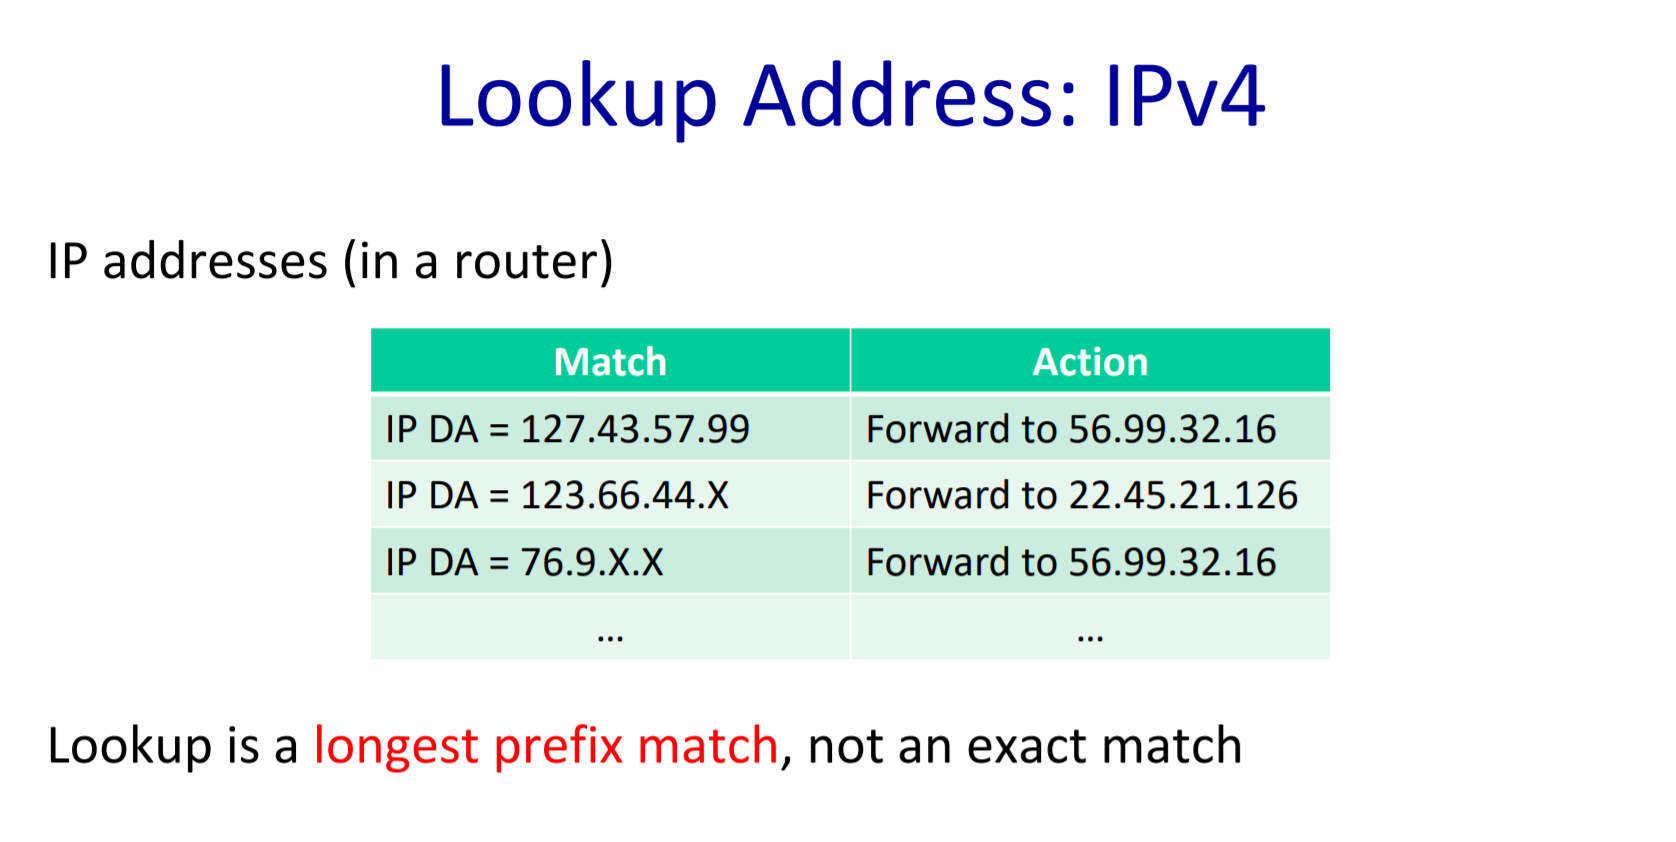 Lookup Address: IPv4
IP addresses (in a router)
Match Action
IP DA = 127.43.57.99 Forward to 56.99.32.16
IP DA = 123.66.44.X Forward to 22.45.21.126
IP DA = 76.9.X.X Forward to 56.99.32.16
... ...
Lookup is a longest prefix match, not an exact match